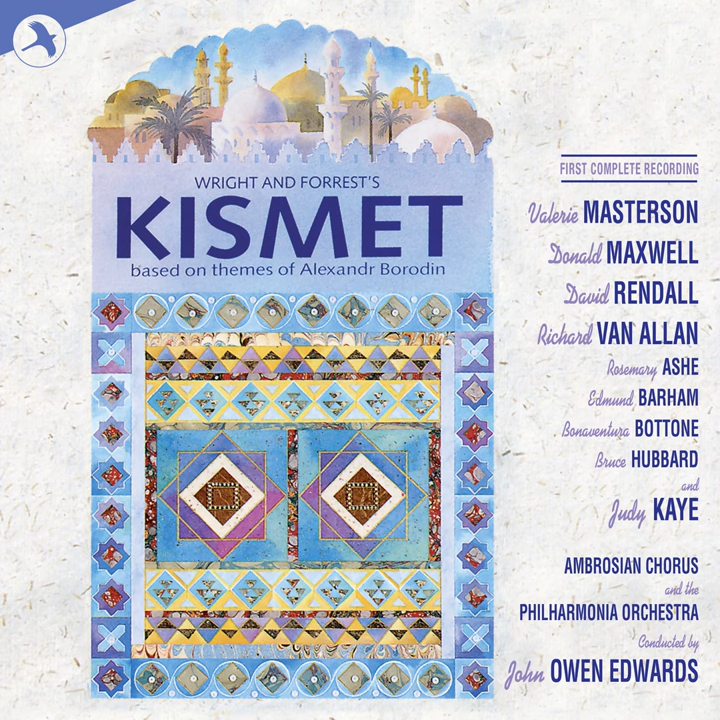 WRIGHT AND FORREST'S
KISMET
based on themes of Alexandr Borodin
FIRST COMPLETE RECORDING
Valerie MASTERSON
Donald MAXWELL
David RENDALL
Richard VAN ALLAN
Rosemary ASHE
Edmund BARHAM
Bonaventura BOTTONE
Bruce HUBBARD
and
Judy KAYE
AMBROSIAN CHORUS
and the
PHILHARMONIA ORCHESTRA
Conducted by
John OWEN EDWARDS